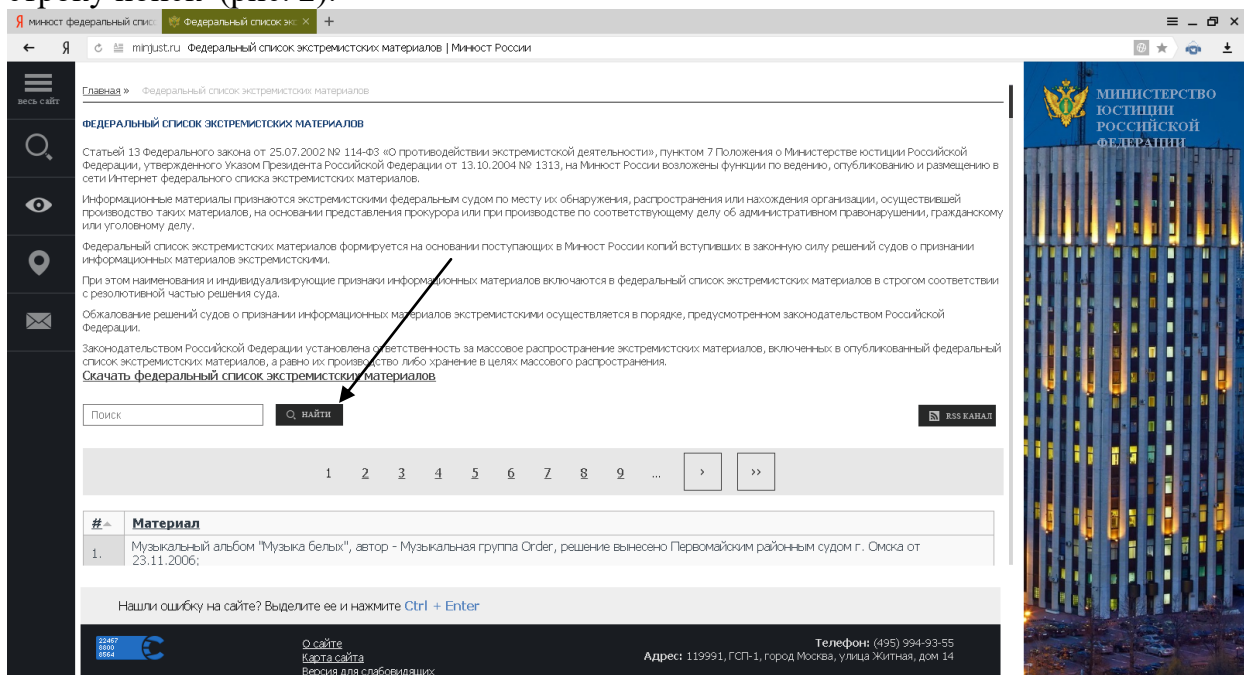 строку поиск (рис. 2).
Я минюст федеральный спис
Федеральный список экс × +
minjust.ru Федеральный список экстремистских материалов | Минюст России
весь сайт
Главная » Федеральный список экстремистских материалов
ФЕДЕРАЛЬНЫЙ СПИСОК ЭКСТРЕМИСТСКИХ МАТЕРИАЛОВ
Статьей 13 Федерального закона от 25.07.2002 № 114-ФЗ «О противодействии экстремистской деятельности», пунктом 7 Положения о Министерстве юстиции Российской
Федерации, утвержденного Указом Президента Российской Федерации от 13.10.2004 № 1313, на Минюст России возложены функции по ведению, опубликованию и размещению в
сети Интернет федерального списка экстремистских материалов.
Информационные материалы признаются экстремистскими федеральным судом по месту их обнаружения, распространения или нахождения организации, осуществившей
производство таких материалов, на основании представления прокурора или при производстве по соответствующему делу об административном правонарушении, гражданскому
или уголовному делу.
Федеральный список экстремистских материалов формируется на основании поступающих в Минюст России копий вступивших в законную силу решений судов о признании
информационных материалов экстремистскими.
При этом наименования и индивидуализирующие признаки информационных материалов включаются в федеральный список экстремистских материалов в строгом соответствии
с резолютивной частью решения суда.
Обжалование решений судов о признании информационных материалов экстремистскими осуществляется в порядке, предусмотренном законодательством Российской
Федерации.
Законодательством Российской Федерации установлена ответственность за массовое распространение экстремистских материалов, включенных в опубликованный федеральный
список экстремистских материалов, а равно их производство либо хранение в целях массового распространения.
Скачать федеральный список экстремистских материалов
Поиск
НАЙТИ
RSS КАНАЛ
1 2 3 4 5 6 7 8 9 ... > >>
# Материал
1. Музыкальный альбом "Музыка белых", автор - Музыкальная группа Order, решение вынесено Первомайским районным судом г. Омска от
23.11.2006;
Нашли ошибку на сайте? Выделите ее и нажмите Ctrl + Enter
22467
8800
8564
О сайте
Карта сайта
Версия для слабовидящих
Телефон: (495) 994-93-55
Адрес: 119991, ГСП-1, город Москва, улица Житная, дом 14
МИНИСТЕРСТВО
ЮСТИЦИИ
РОССИЙСКОЙ
ФЕДЕРАЦИИ